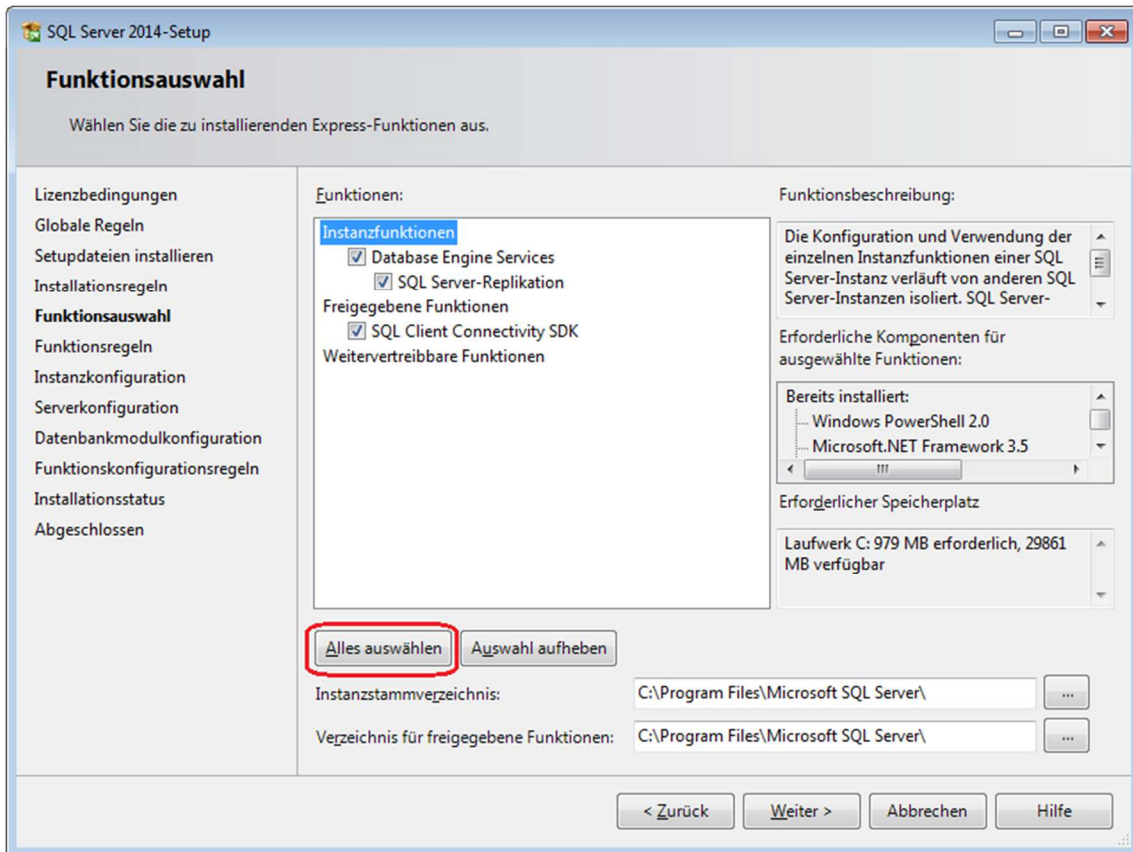 SQL Server 2014-Setup
Funktionsauswahl
Wählen Sie die zu installierenden Express-Funktionen aus.
Lizenzbedingungen
Globale Regeln
Setupdateien installieren
Installationsregeln
Funktionsauswahl
Funktionsregeln
Instanzkonfiguration
Serverkonfiguration
Datenbankmodulkonfiguration
Funktionskonfigurationsregeln
Installationsstatus
Abgeschlossen
Funktionen:
Instanzfunktionen
Database Engine Services
SQL Server-Replikation
Freigegebene Funktionen
SQL Client Connectivity SDK
Weitervertreibbare Funktionen
Funktionsbeschreibung:
Die Konfiguration und Verwendung der
einzelnen Instanzfunktionen einer SQL
Server-Instanz verläuft von anderen SQL
Server-Instanzen isoliert. SQL Server-
Erforderliche Komponenten für
ausgewählte Funktionen:
Bereits installiert:
Windows PowerShell 2.0
Microsoft.NET Framework 3.5
Erforderlicher Speicherplatz
Laufwerk C: 979 MB erforderlich, 29861
MB verfügbar
Alles auswählen
Auswahl aufheben
Instanzstammverzeichnis:
C:\Program Files\Microsoft SQL Server\
...
Verzeichnis für freigegebene Funktionen:
C:\Program Files\Microsoft SQL Server\
...
< Zurück
Weiter >
Abbrechen
Hilfe